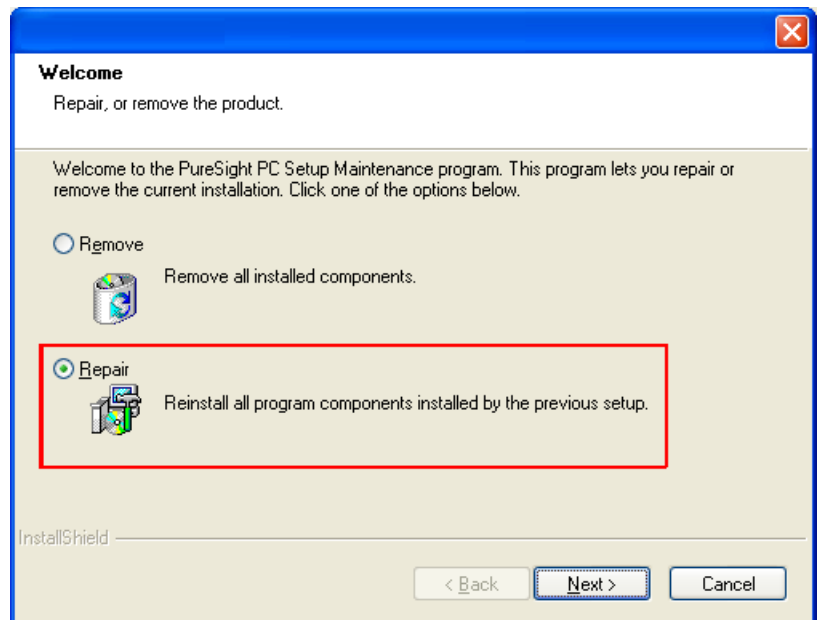 Welcome
Repair, or remove the product.
Welcome to the PureSight PC Setup Maintenance program. This program lets you repair or
remove the current installation. Click one of the options below.
Remove
Remove all installed components.
Repair
Reinstall all program components installed by the previous setup.
InstallShield
< Back
Next >
Cancel